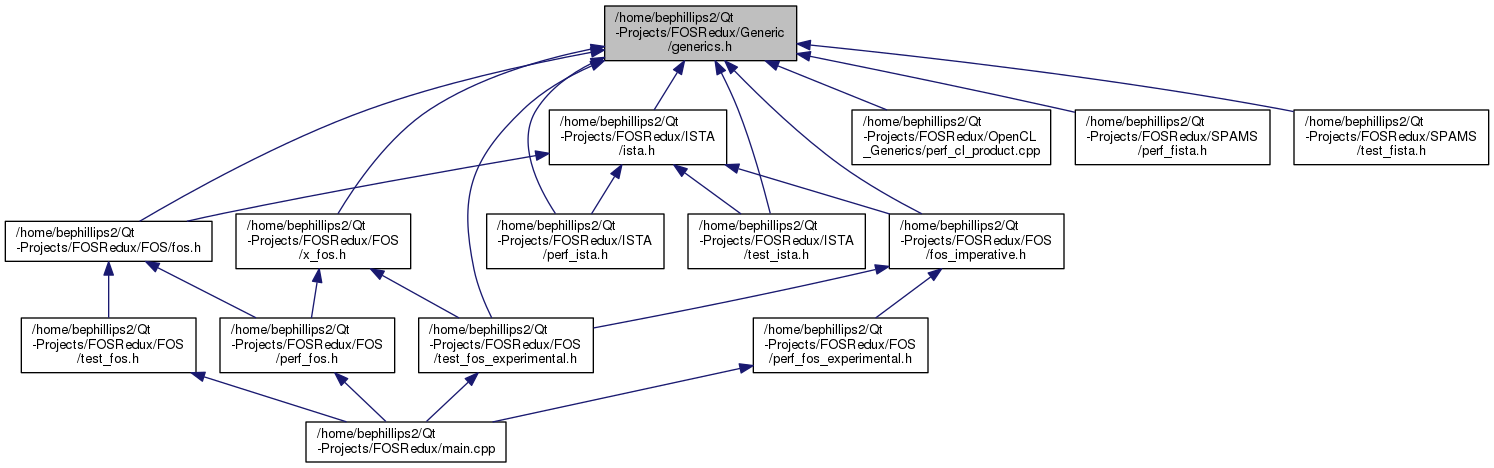 /home/bephillips2/Qt
-Projects/FOSRedux/Generic
/generics.h
/home/bephillips2/Qt
-Projects/FOSRedux/ISTA
/ista.h
/home/bephillips2/Qt
-Projects/FOSRedux/OpenCL
_Generics/perf_cl_product.cpp
/home/bephillips2/Qt
-Projects/FOSRedux/SPAMS
/perf_fista.h
/home/bephillips2/Qt
-Projects/FOSRedux/SPAMS
/test_fista.h
/home/bephillips2/Qt
-Projects/FOSRedux/FOS/fos.h
/home/bephillips2/Qt
-Projects/FOSRedux/FOS
/x_fos.h
/home/bephillips2/Qt
-Projects/FOSRedux/ISTA
/perf_ista.h
/home/bephillips2/Qt
-Projects/FOSRedux/ISTA
/test_ista.h
/home/bephillips2/Qt
-Projects/FOSRedux/FOS
/fos_imperative.h
/home/bephillips2/Qt
-Projects/FOSRedux/FOS
/test_fos.h
/home/bephillips2/Qt
-Projects/FOSRedux/FOS
/perf_fos.h
/home/bephillips2/Qt
-Projects/FOSRedux/FOS
/test_fos_experimental.h
/home/bephillips2/Qt
-Projects/FOSRedux/FOS
/perf_fos_experimental.h
/home/bephillips2/Qt
-Projects/FOSRedux/main.cpp